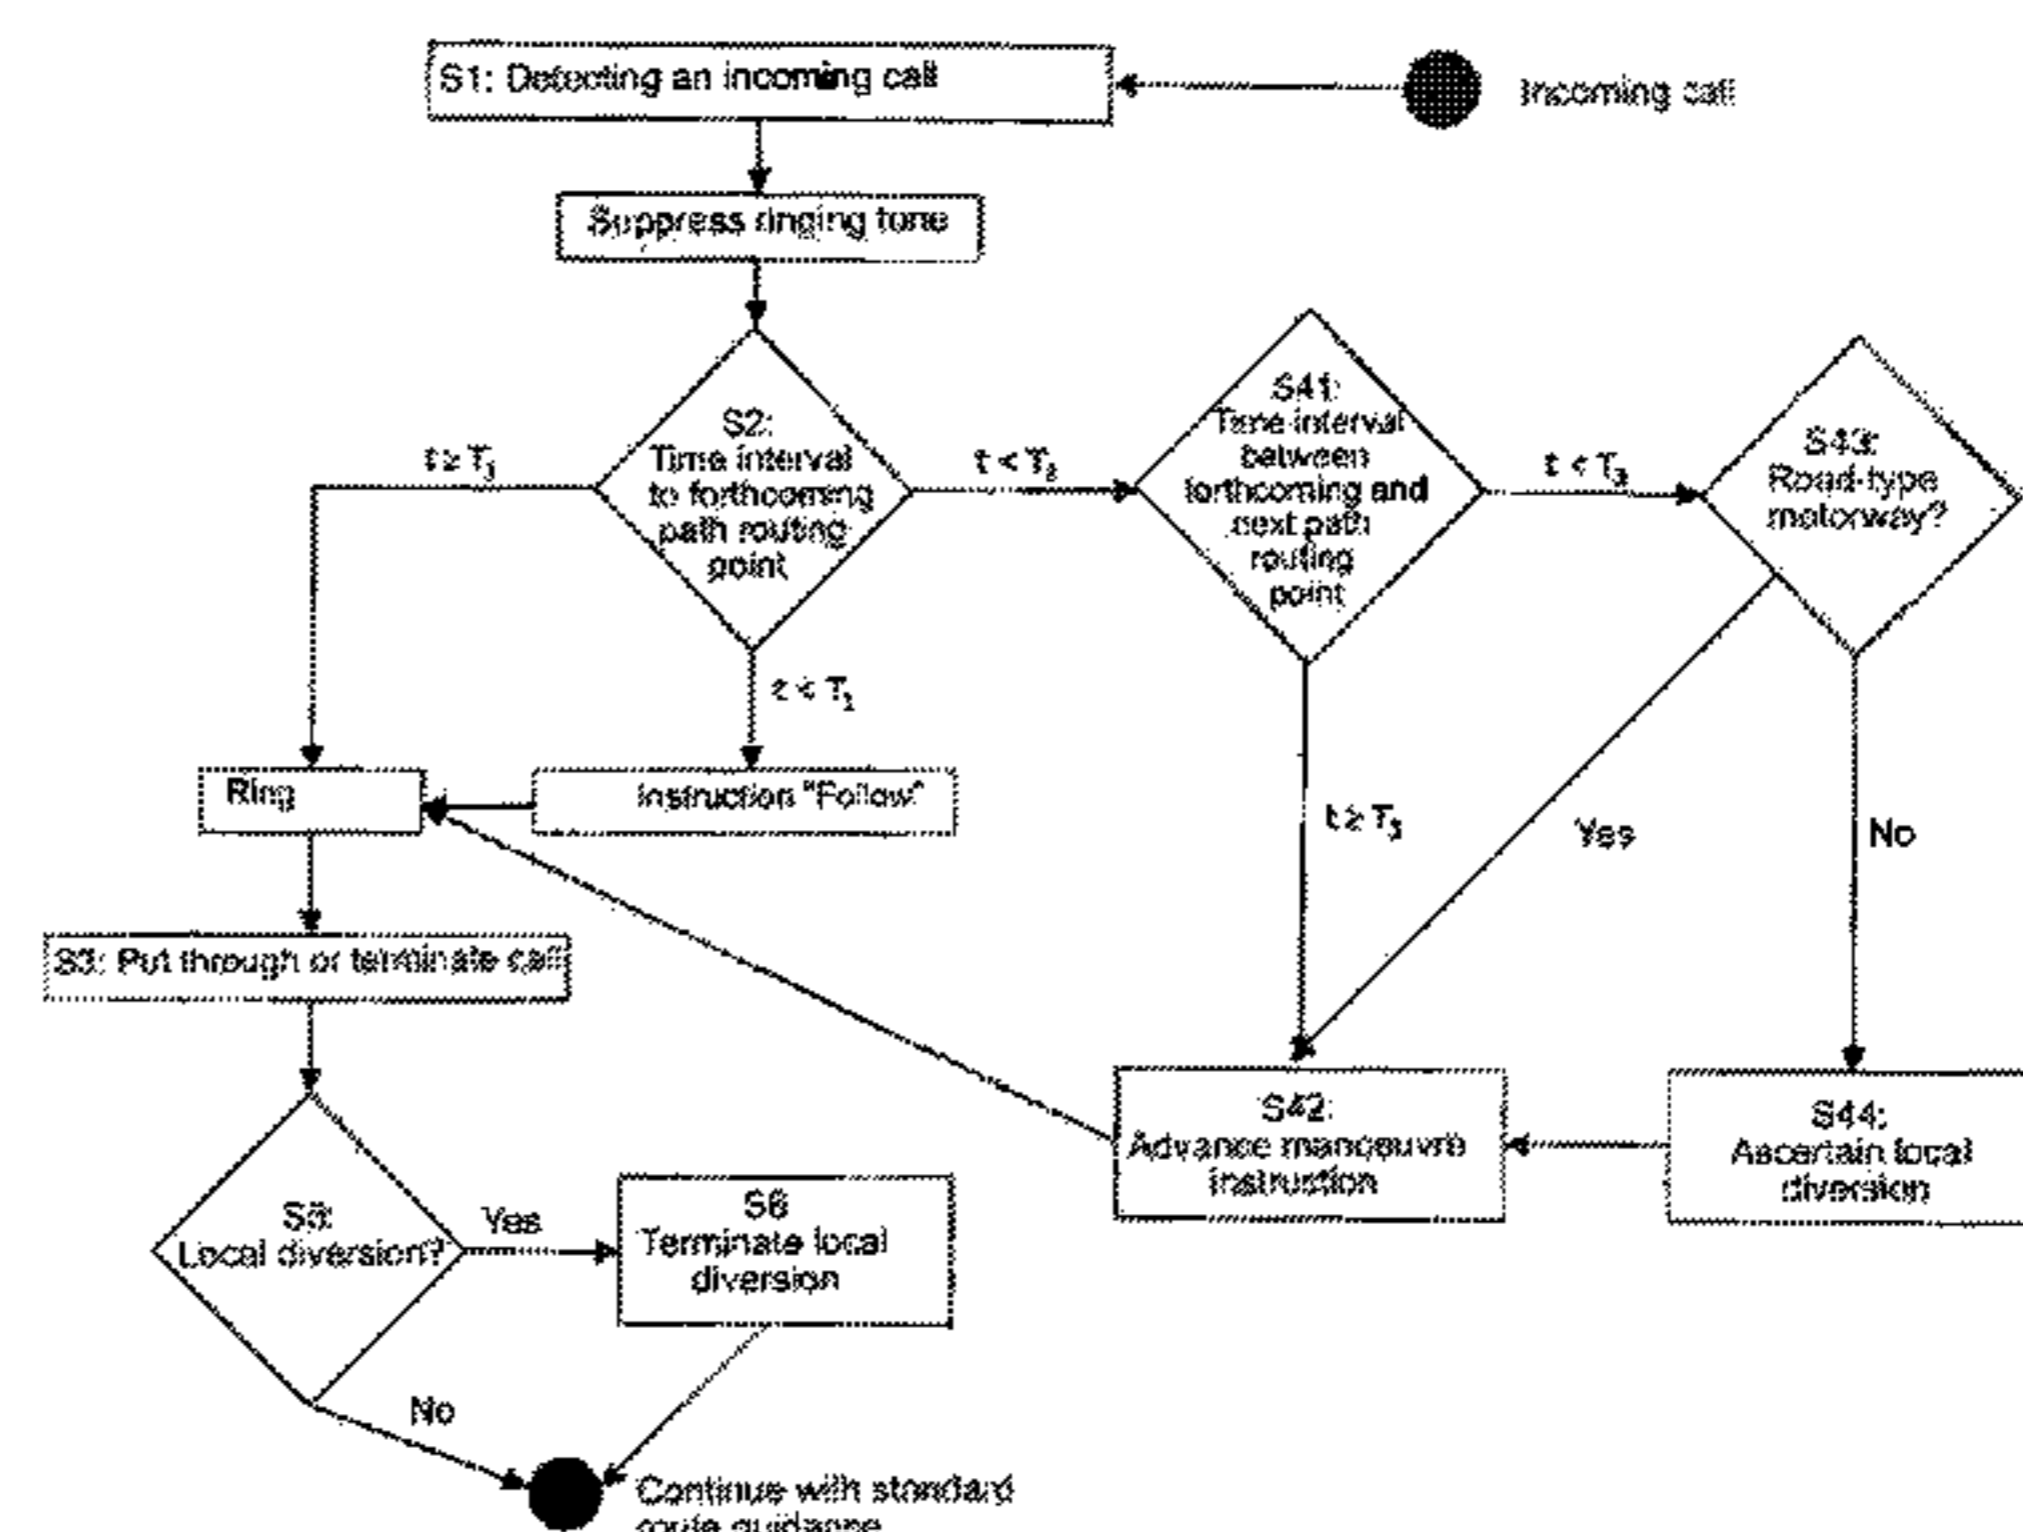 S1: Detecting an incoming call
Incoming call
Suppress ringing tone
S2:
Time interval
to forthcoming
path routing
point
t ≥ T₁
t < T₂
t < T₁
S41:
Time interval
between
forthcoming and
next path
routing
point
t < T₃
t ≥ T₃
S43:
Road-type
motorway?
Yes
No
Ring
Instruction "Follow"
S3: Put through or terminate call
S42:
Advance manoeuvre
instruction
S44:
Ascertain local
diversion
S5:
Local diversion?
Yes
No
S6
Terminate local
diversion
Continue with standard
route guidance